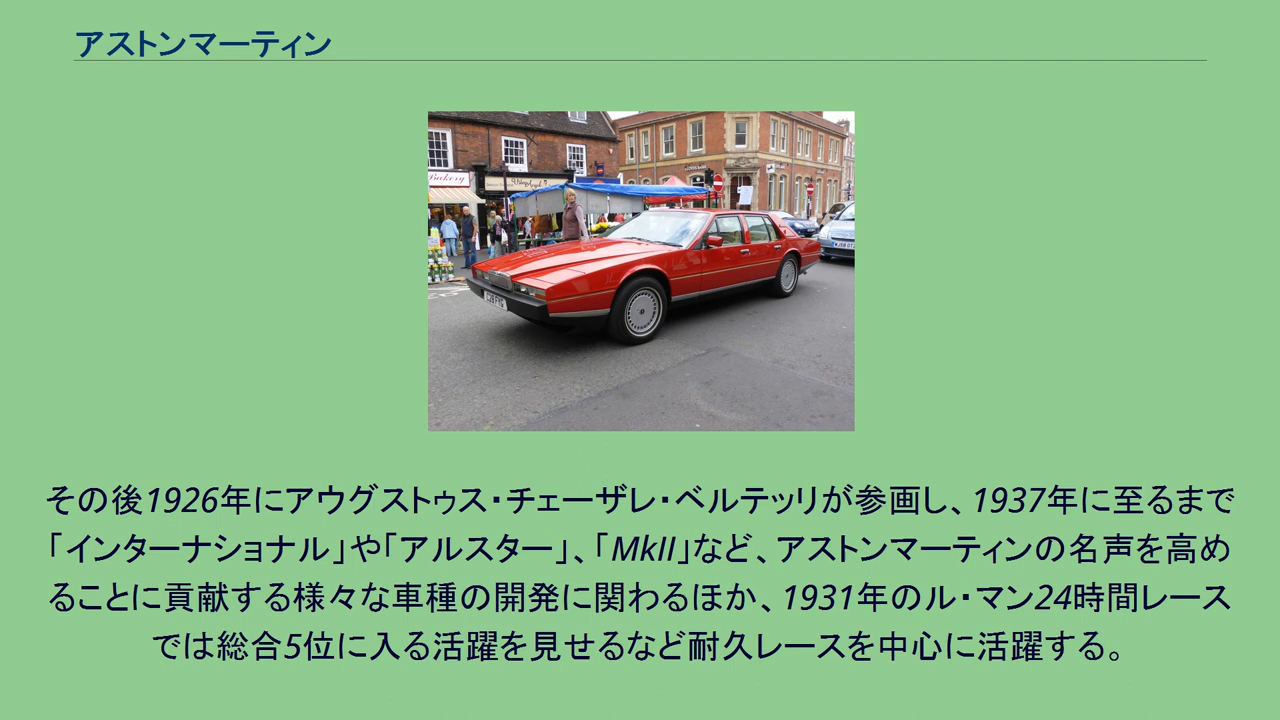 アストンマーティン
Bakery
その後1926年にアウグストゥス・チェーザレ・ベルテッリが参画し、1937年に至るまで
「インターナショナル」や「アルスター」、「MkII」など、アストンマーティンの名声を高め
ることに貢献する様々な車種の開発に関わるほか、1931年のル・マン24時間レース
では総合5位に入る活躍を見せるなど耐久レースを中心に活躍する。